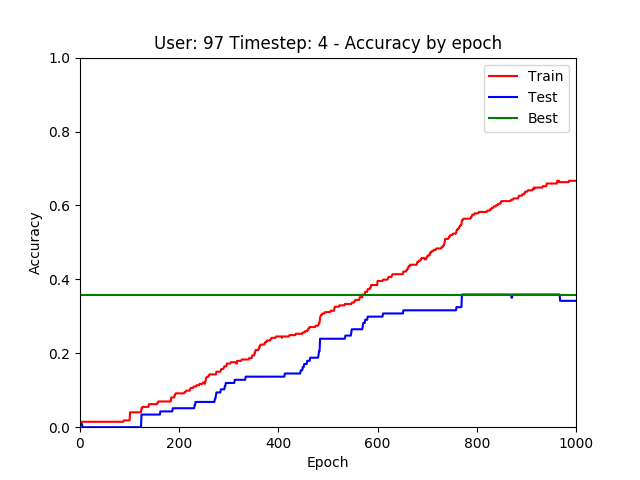 User: 97 Timestep: 4 - Accuracy by epoch
1.0
0.8
0.6
0.4
0.2
0.0
Accuracy
Train
Test
Best
0 200 400 600 800 1000
Epoch